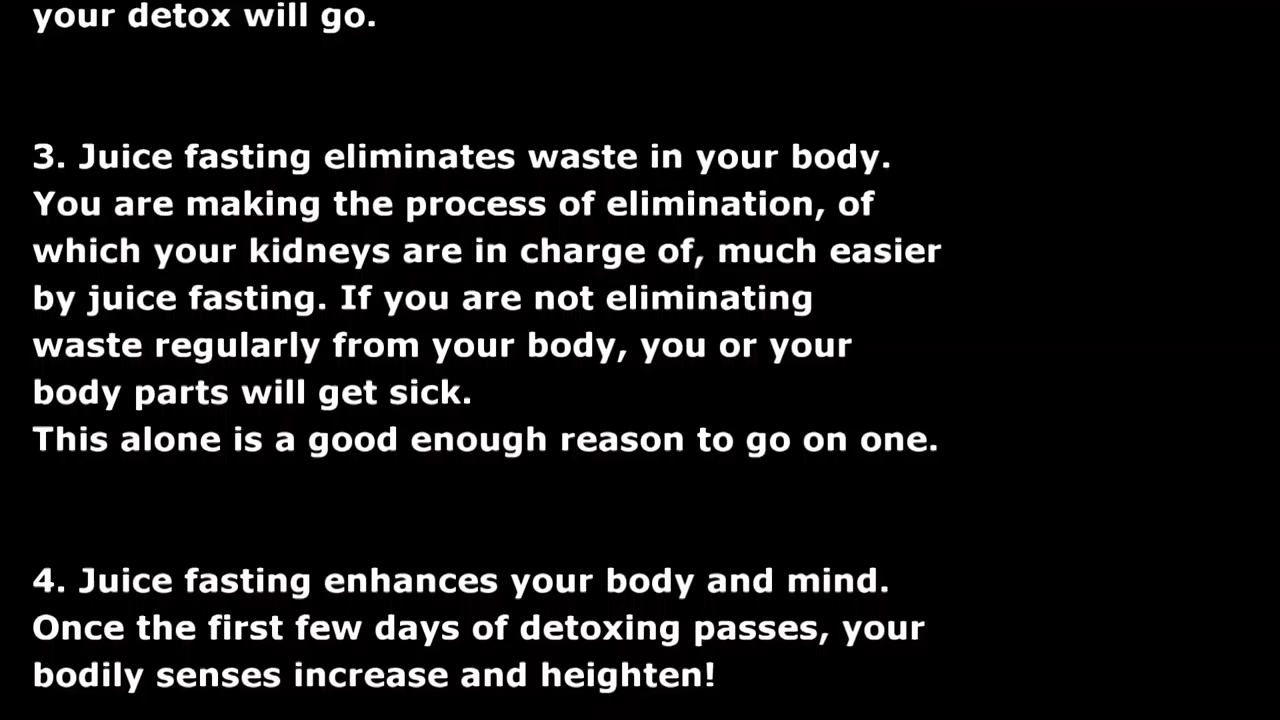 your detox will go.
3. Juice fasting eliminates waste in your body.
You are making the process of elimination, of
which your kidneys are in charge of, much easier
by juice fasting. If you are not eliminating
waste regularly from your body, you or your
body parts will get sick.
This alone is a good enough reason to go on one.
4. Juice fasting enhances your body and mind.
Once the first few days of detoxing passes, your
bodily senses increase and heighten!